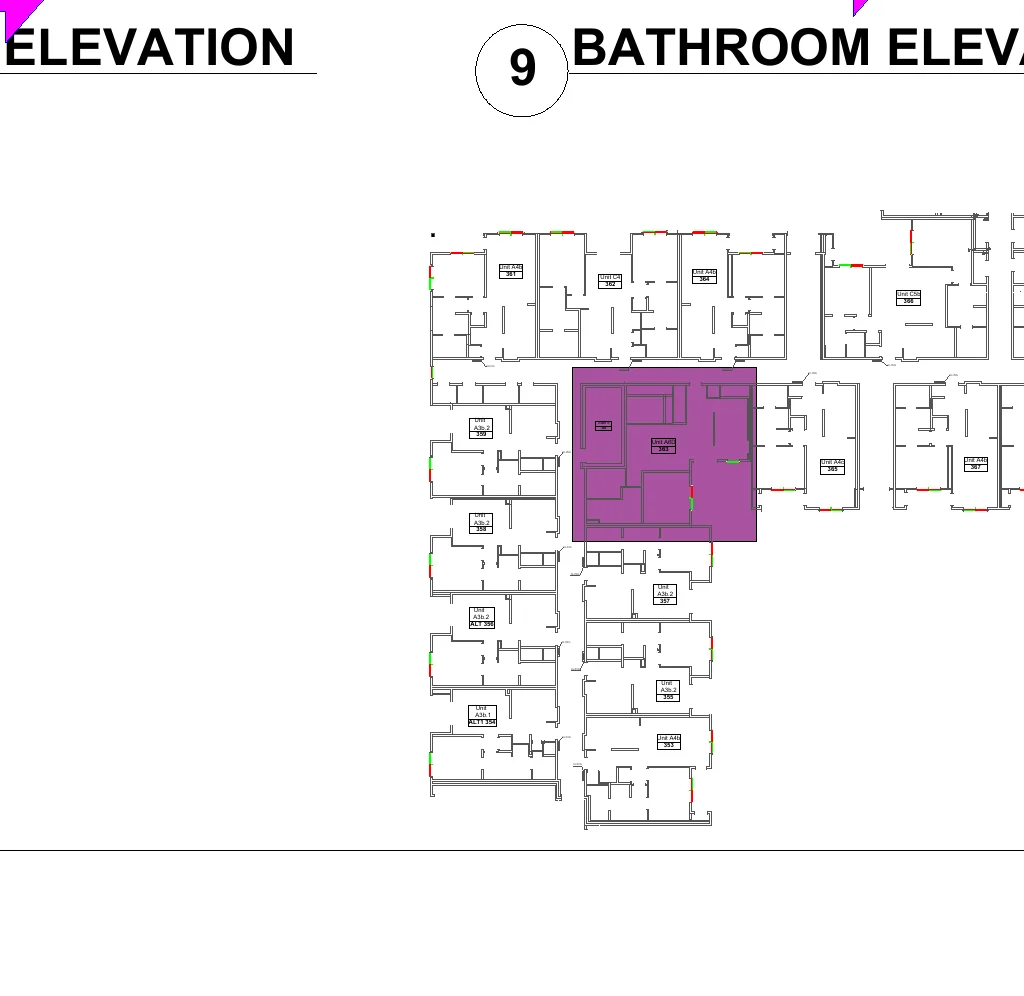 ELEVATION
9
BATHROOM ELEVA
Unit A4b
361
Unit C4
362
Unit A4b
364
Unit C5b
366
Unit
A3b.2
359
363
Unit A4b
365
Unit A4b
367
Unit
A3b.2
358
Unit
A3b.2
357
Unit
A3b.2
ALT 356
Unit
A3b.2
355
Unit
A3b.1
ALT1 354
Unit A4b
353